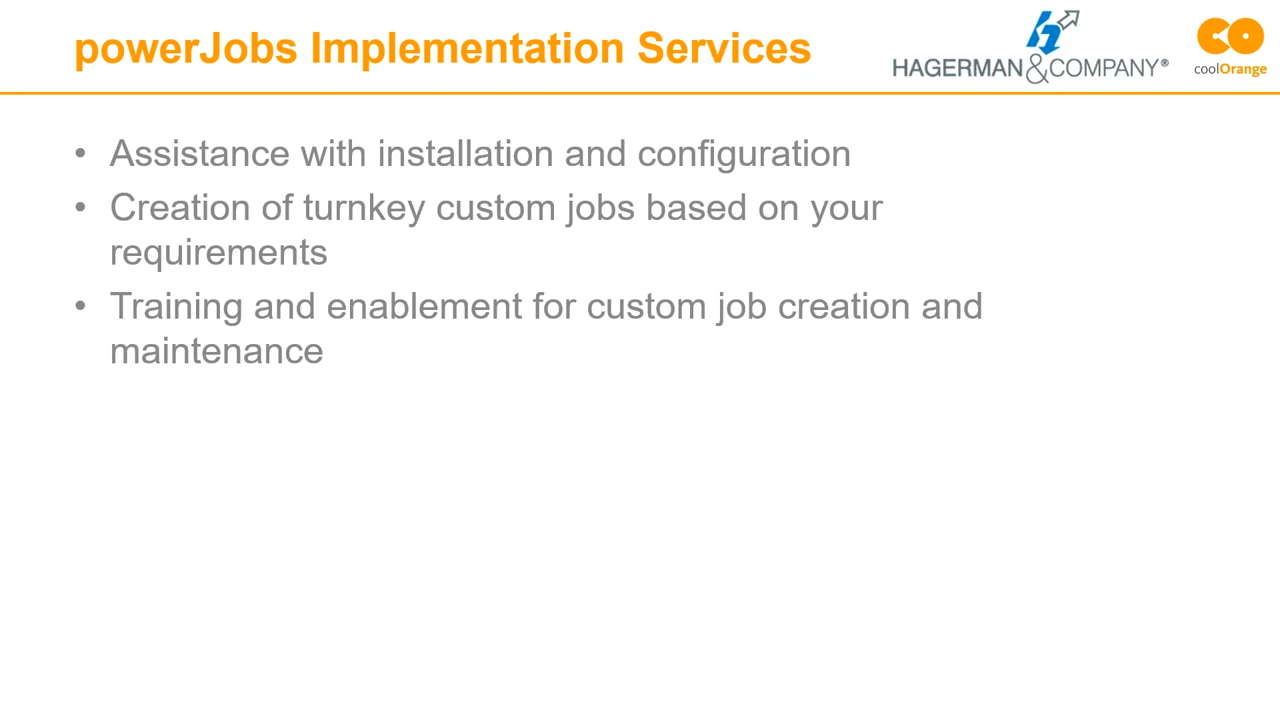 powerJobs Implementation Services
HAGERMAN &COMPANY®
coolOrange
• Assistance with installation and configuration
• Creation of turnkey custom jobs based on your
requirements
• Training and enablement for custom job creation and
maintenance